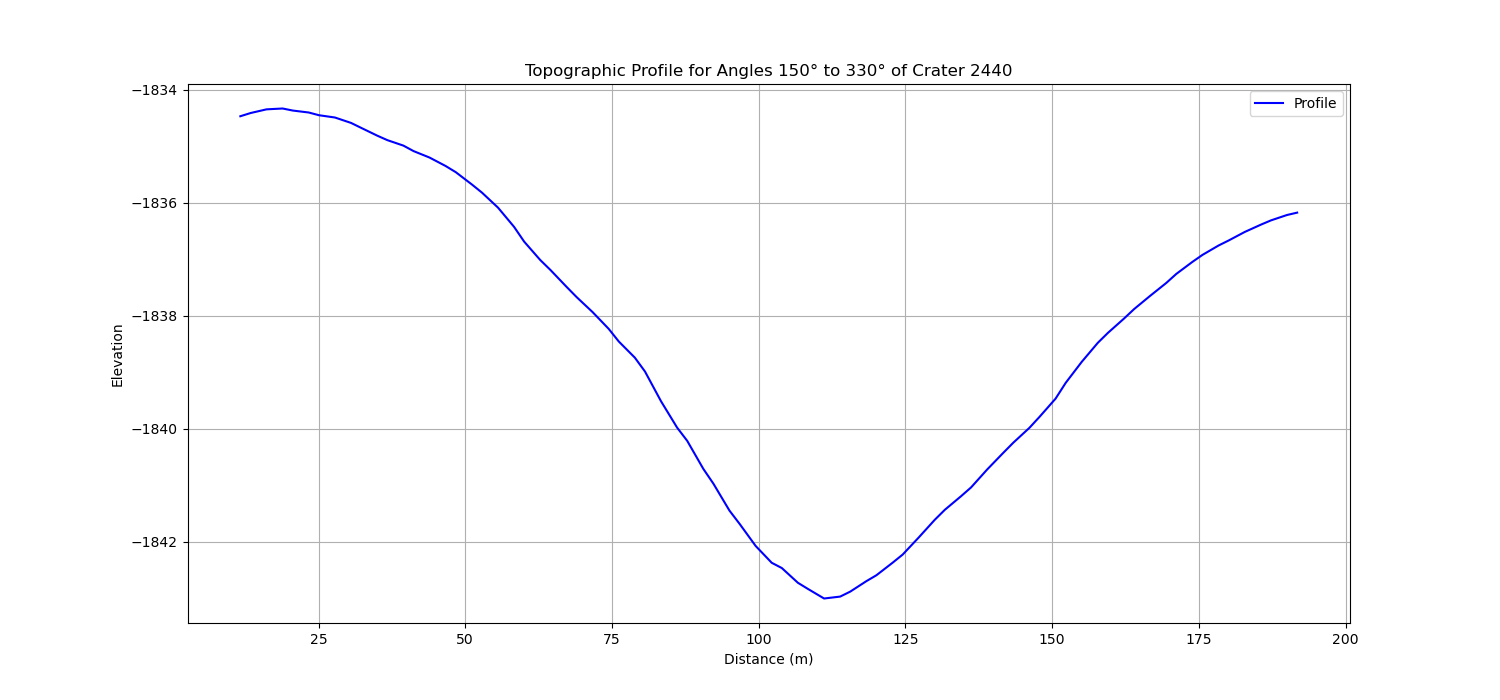 Topographic Profile for Angles 150° to 330° of Crater 2440
Profile
−1834
−1836
−1838
−1840
−1842
Elevation
25 50 75 100 125 150 175 200
Distance (m)